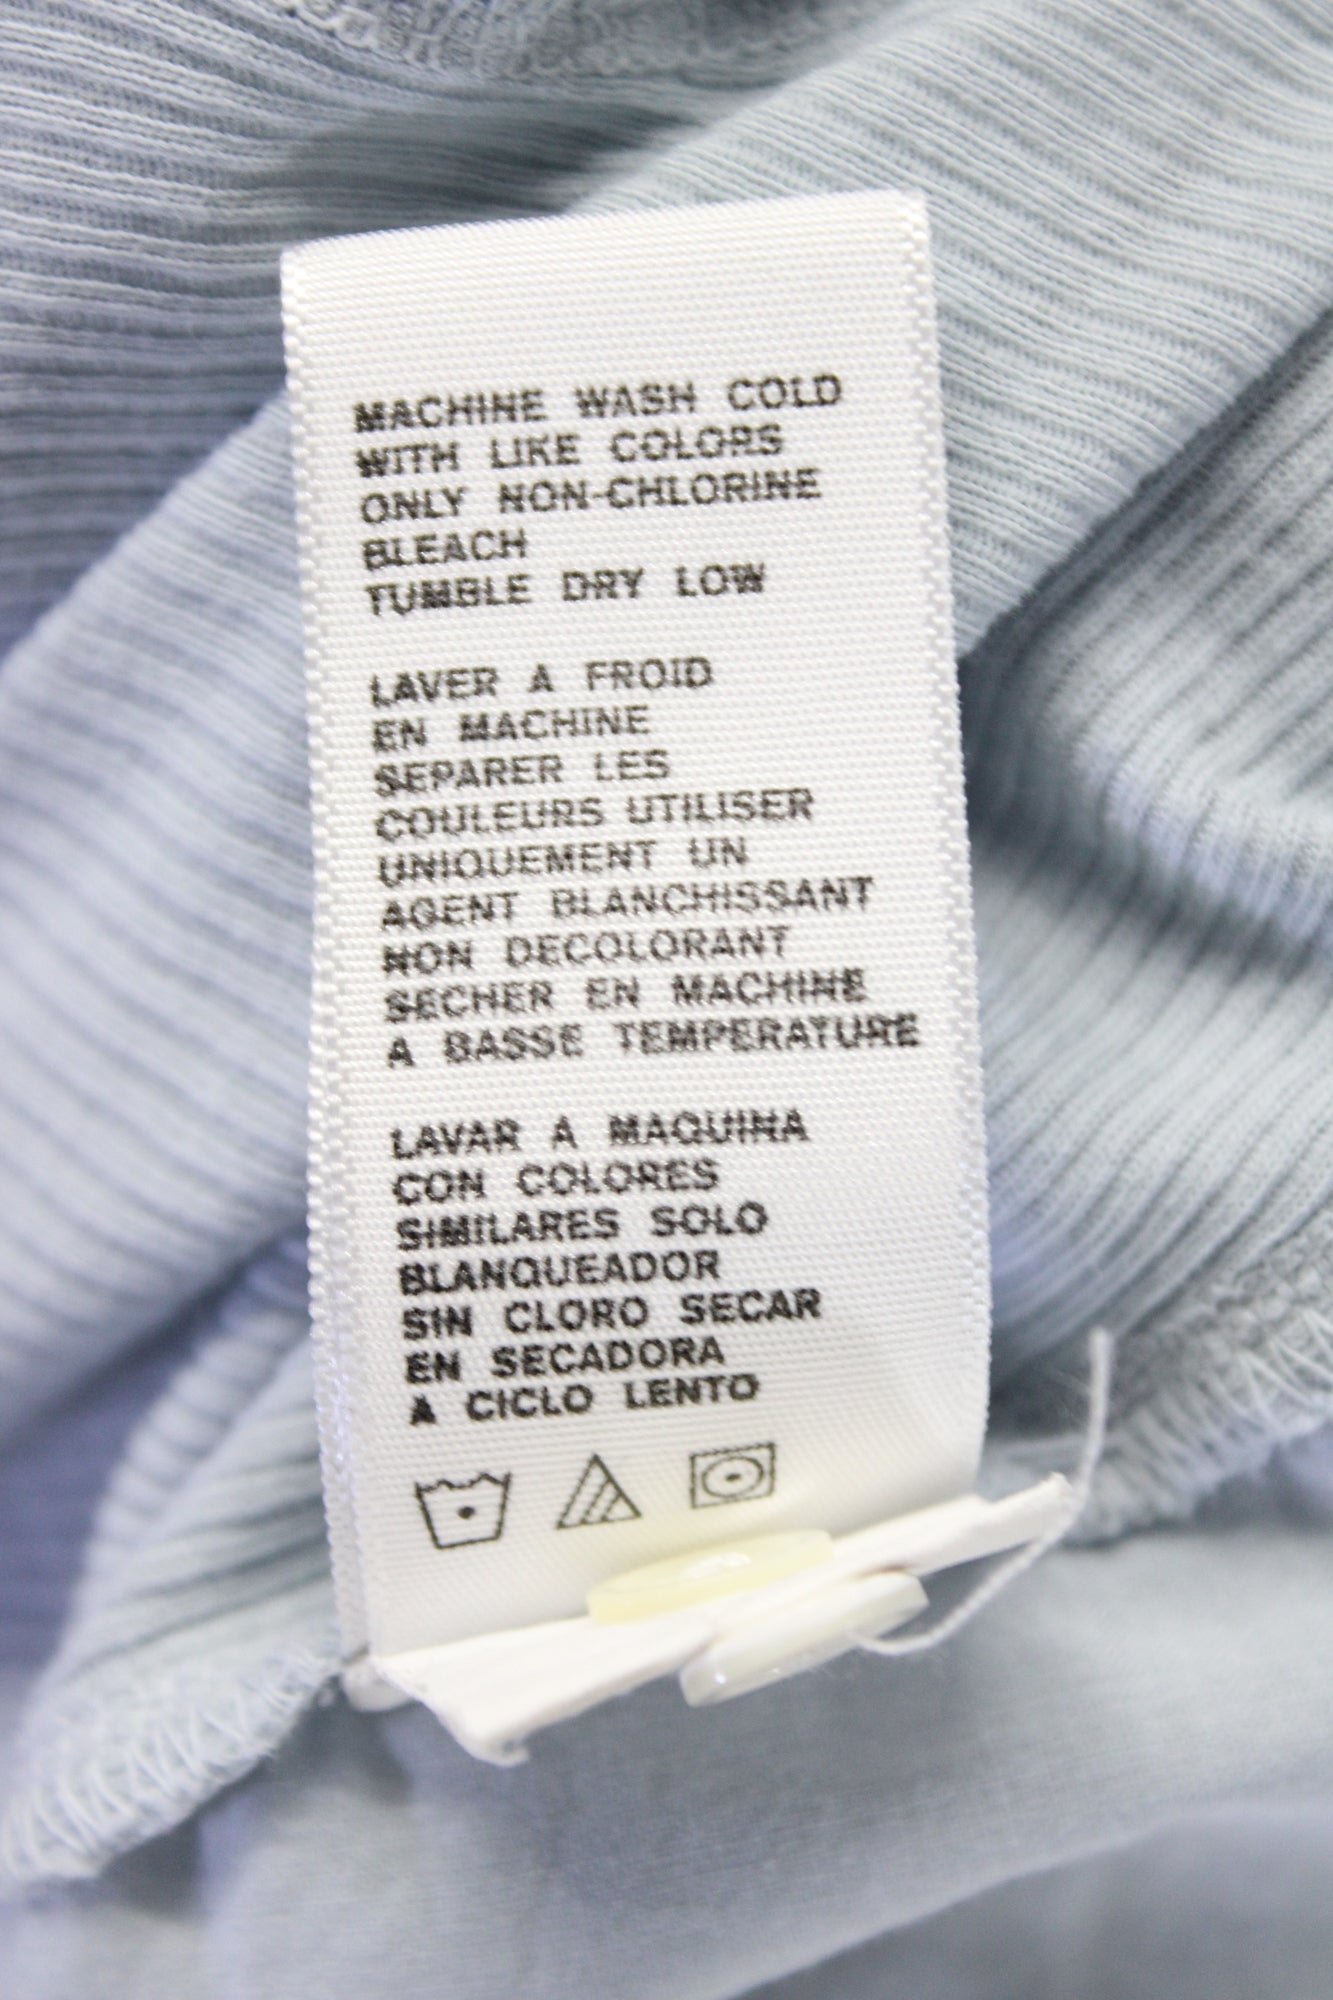 MACHINE WASH COLD
WITH LIKE COLORS
ONLY NON-CHLORINE
BLEACH
TUMBLE DRY LOW
LAVER A FROID
EN MACHINE
SEPARER LES
COULEURS UTILISER
UNIQUEMENT UN
AGENT BLANCHISSANT
NON DECOLORANT
SECHER EN MACHINE
A BASSE TEMPERATURE
LAVAR A MAQUINA
CON COLORES
SIMILARES SOLO
BLANQUEADOR
SIN CLORO SECAR
EN SECADORA
A CICLO LENTO